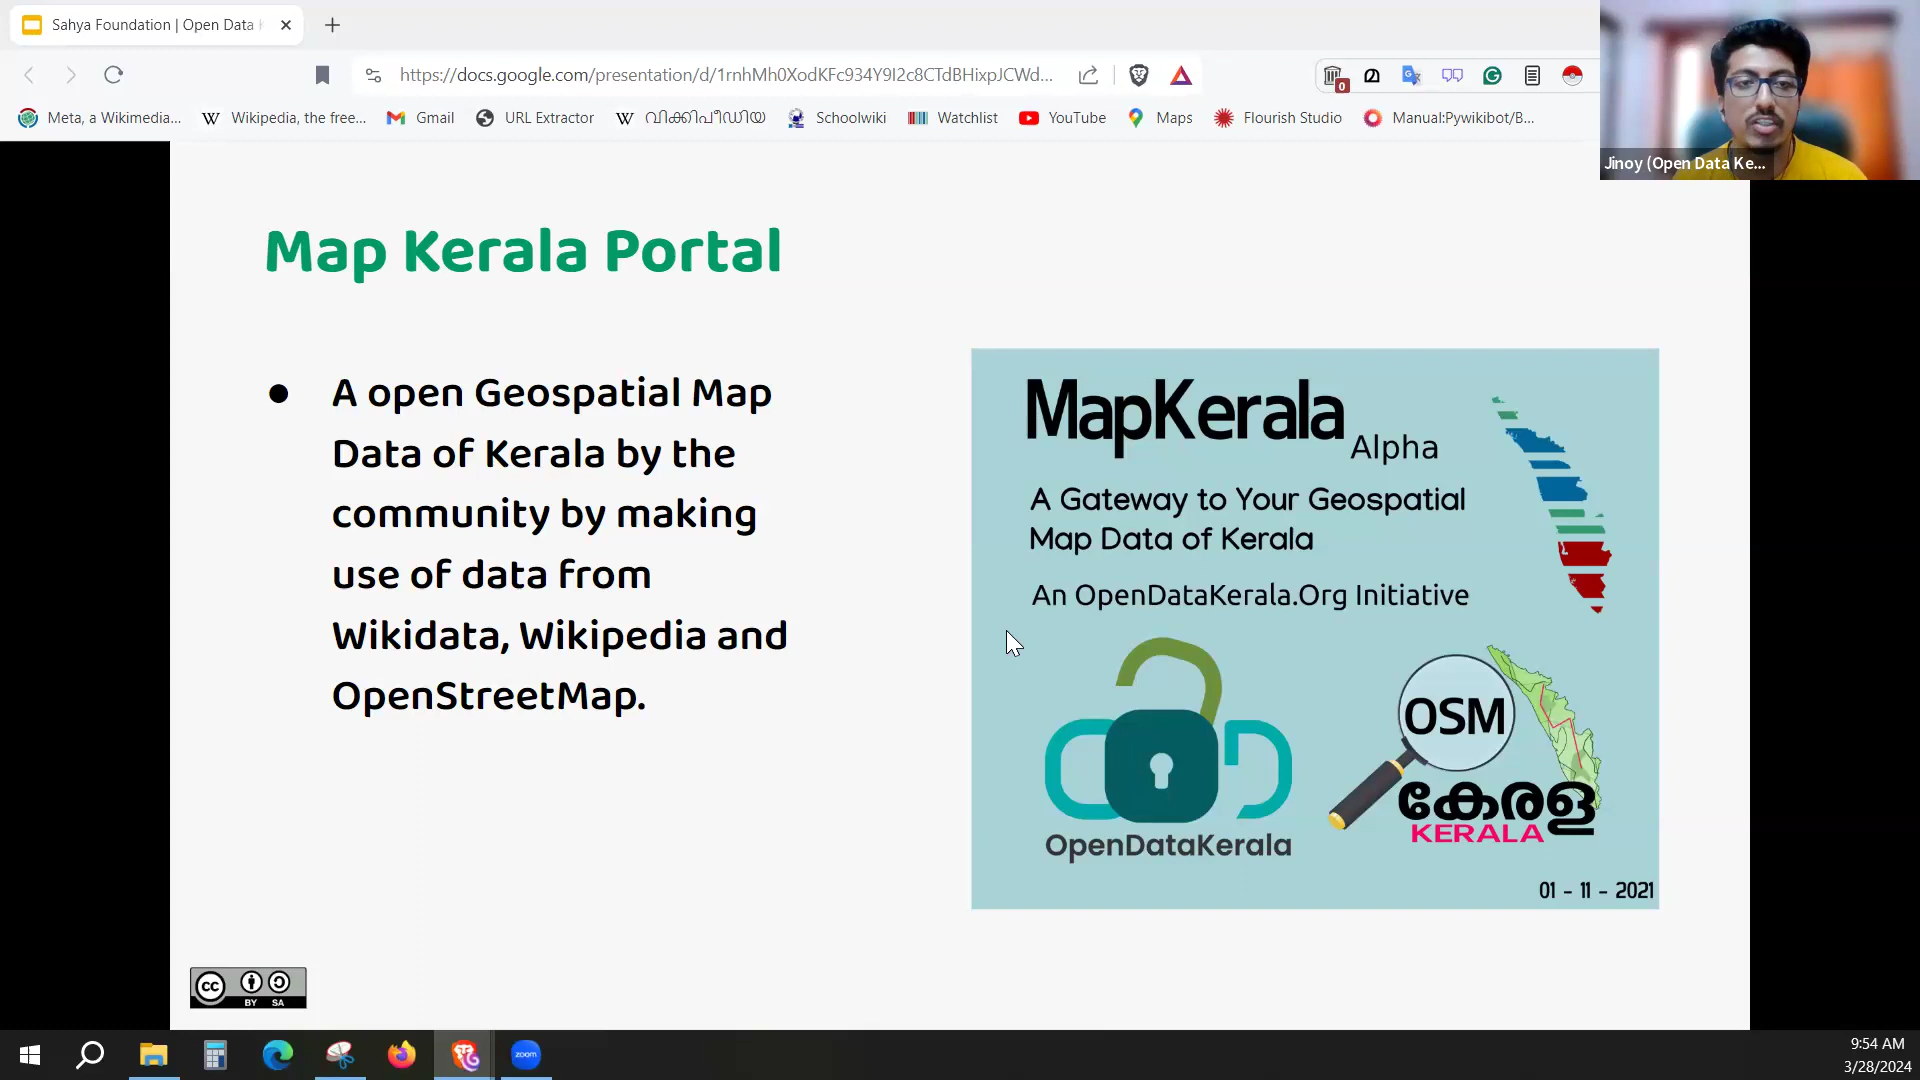 Sahya Foundation | Open Data
https://docs.google.com/presentation/d/1rnhMh0XodKFc934Y9I2c8CTdBHixpJCWd...
0
Meta, a Wikimedia...
Wikipedia, the free...
Gmail
URL Extractor
വിക്കിപീഡിയ
Schoolwiki
Watchlist
YouTube
Maps
Flourish Studio
Manual:Pywikibot/B...
Jinoy (Open Data Ke...
Map Kerala Portal
● A open Geospatial Map
Data of Kerala by the
community by making
use of data from
Wikidata, Wikipedia and
OpenStreetMap.
MapKerala
Alpha
A Gateway to Your Geospatial
Map Data of Kerala
An OpenDataKerala.Org Initiative
OpenDataKerala
OSM
കേരള
KERALA
01 - 11 - 2021
cc
BY SA
zoom
9:54 AM
3/28/2024